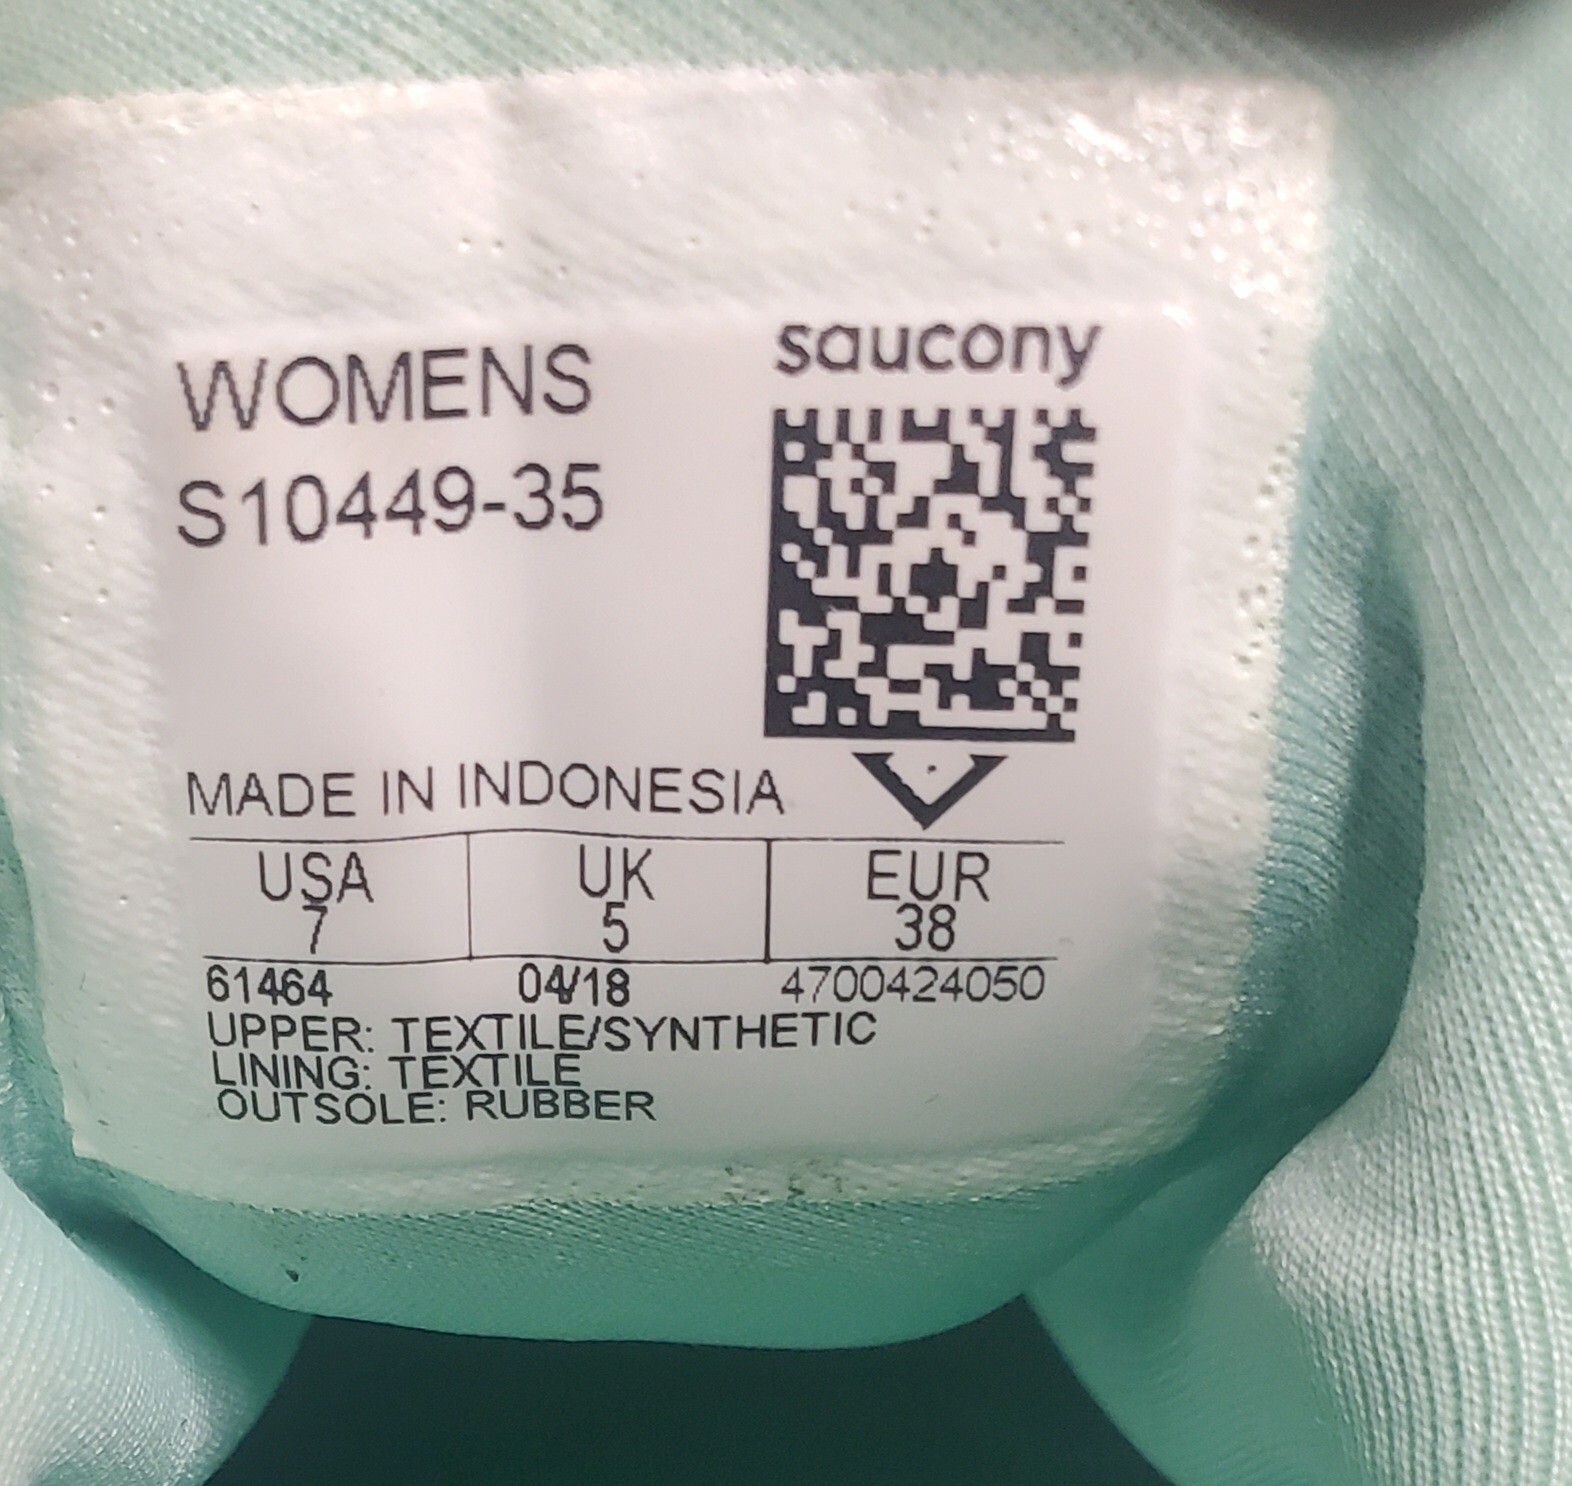 WOMENS
saucony
S10449-35
MADE IN INDONESIA
USA UK EUR
7 5 38
61464 04/18 4700424050
UPPER: TEXTILE/SYNTHETIC
LINING: TEXTILE
OUTSOLE: RUBBER